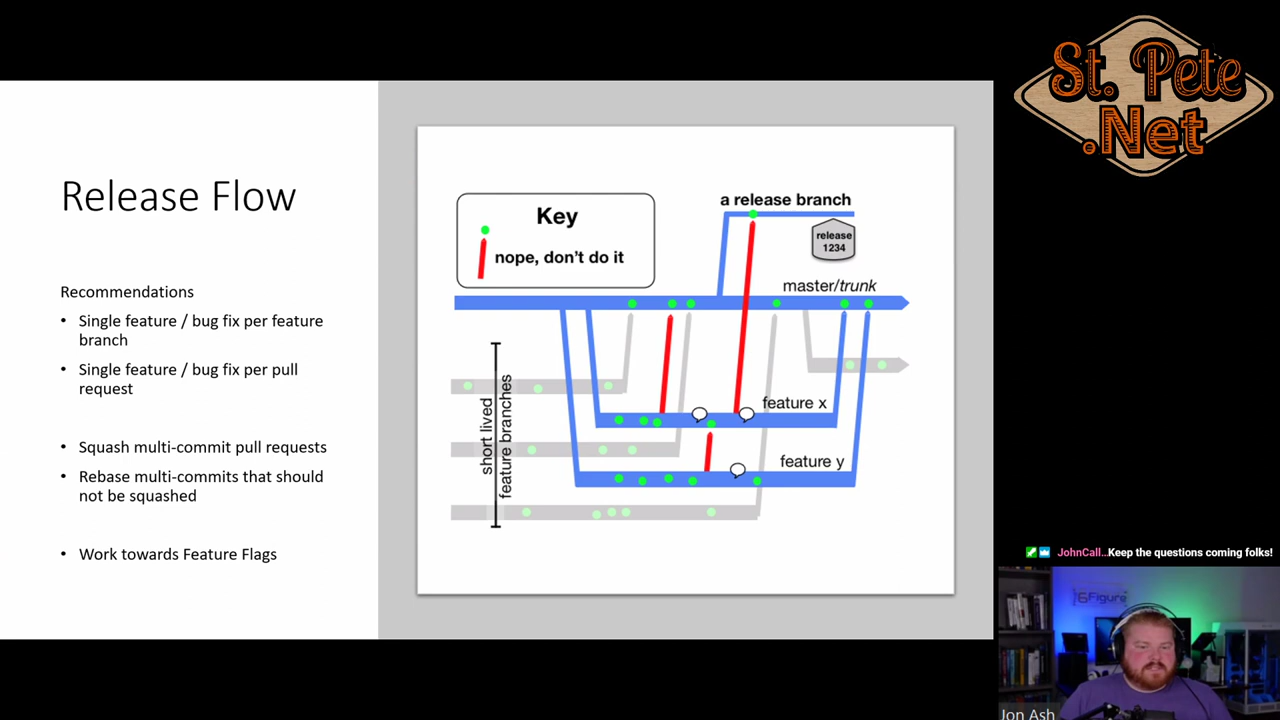 St. Pete
.Net
Release Flow
Recommendations
• Single feature / bug fix per feature
branch
• Single feature / bug fix per pull
request
• Squash multi-commit pull requests
• Rebase multi-commits that should
not be squashed
• Work towards Feature Flags
Key
nope, don't do it
a release branch
release
1234
master/trunk
short lived
feature branches
feature x
feature y
JohnCall...Keep the questions coming folks!
Figure
Jon Ash